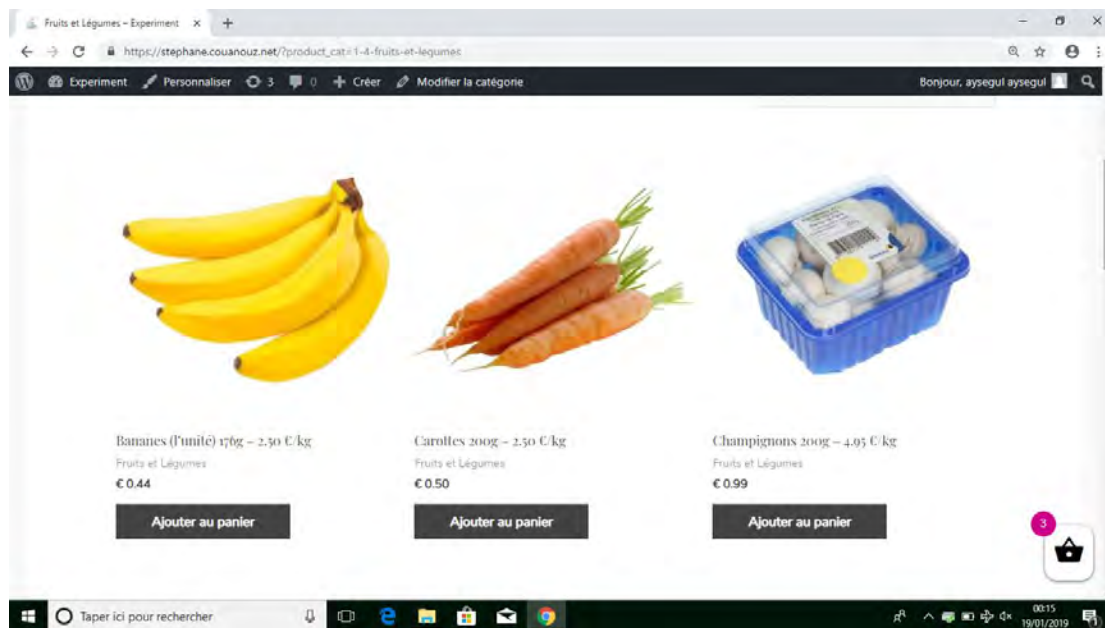 Fruits et Légumes – Experiment
https://stephane.couanouz.net/?product_cat=1-4-fruits-et-legumes
Experiment Personnaliser 3 0 Créer Modifier la catégorie Bonjour, aysegul aysegul
Bananes (l'unité) 176g – 2.50 €/kg
Fruits et Légumes
€ 0.44
Ajouter au panier
Carottes 200g – 2.50 €/kg
Fruits et Légumes
€ 0.50
Ajouter au panier
Champignons 200g – 4.95 €/kg
Fruits et Légumes
€ 0.99
Ajouter au panier
3
Taper ici pour rechercher
00:15
19/01/2019
1